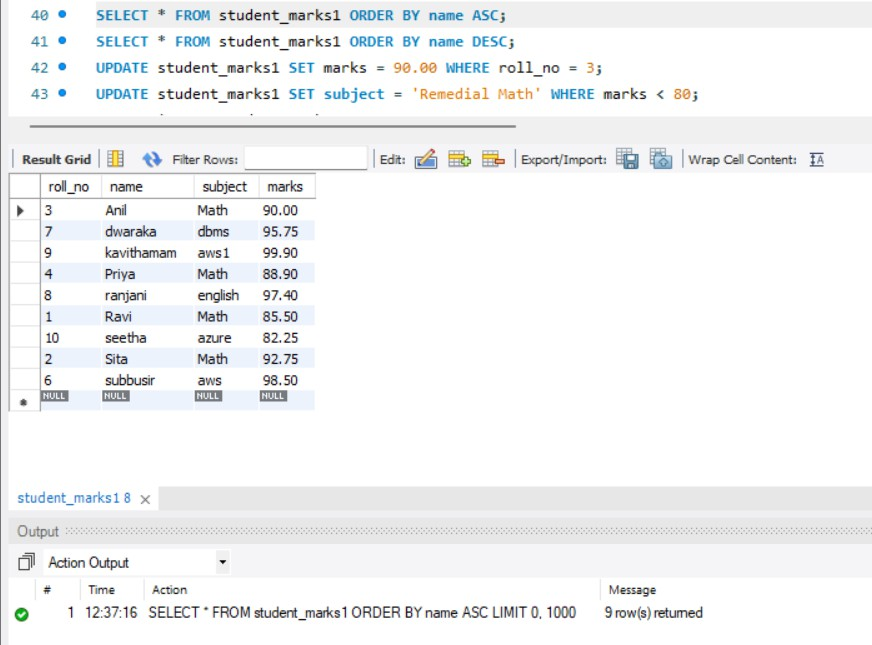 40 SELECT * FROM student_marks1 ORDER BY name ASC;
41 SELECT * FROM student_marks1 ORDER BY name DESC;
42 UPDATE student_marks1 SET marks = 90.00 WHERE roll_no = 3;
43 UPDATE student_marks1 SET subject = 'Remedial Math' WHERE marks < 80;
Result Grid Filter Rows: Edit: Export/Import: Wrap Cell Content: IA
roll_no name subject marks
3 Anil Math 90.00
7 dwaraka dbms 95.75
9 kavithamam aws1 99.90
4 Priya Math 88.90
8 ranjani english 97.40
1 Ravi Math 85.50
10 seetha azure 82.25
2 Sita Math 92.75
6 subbusir aws 98.50
NULL NULL NULL NULL
student_marks1 8
Output
Action Output
# Time Action Message
1 12:37:16 SELECT * FROM student_marks1 ORDER BY name ASC LIMIT 0, 1000 9 row(s) returned